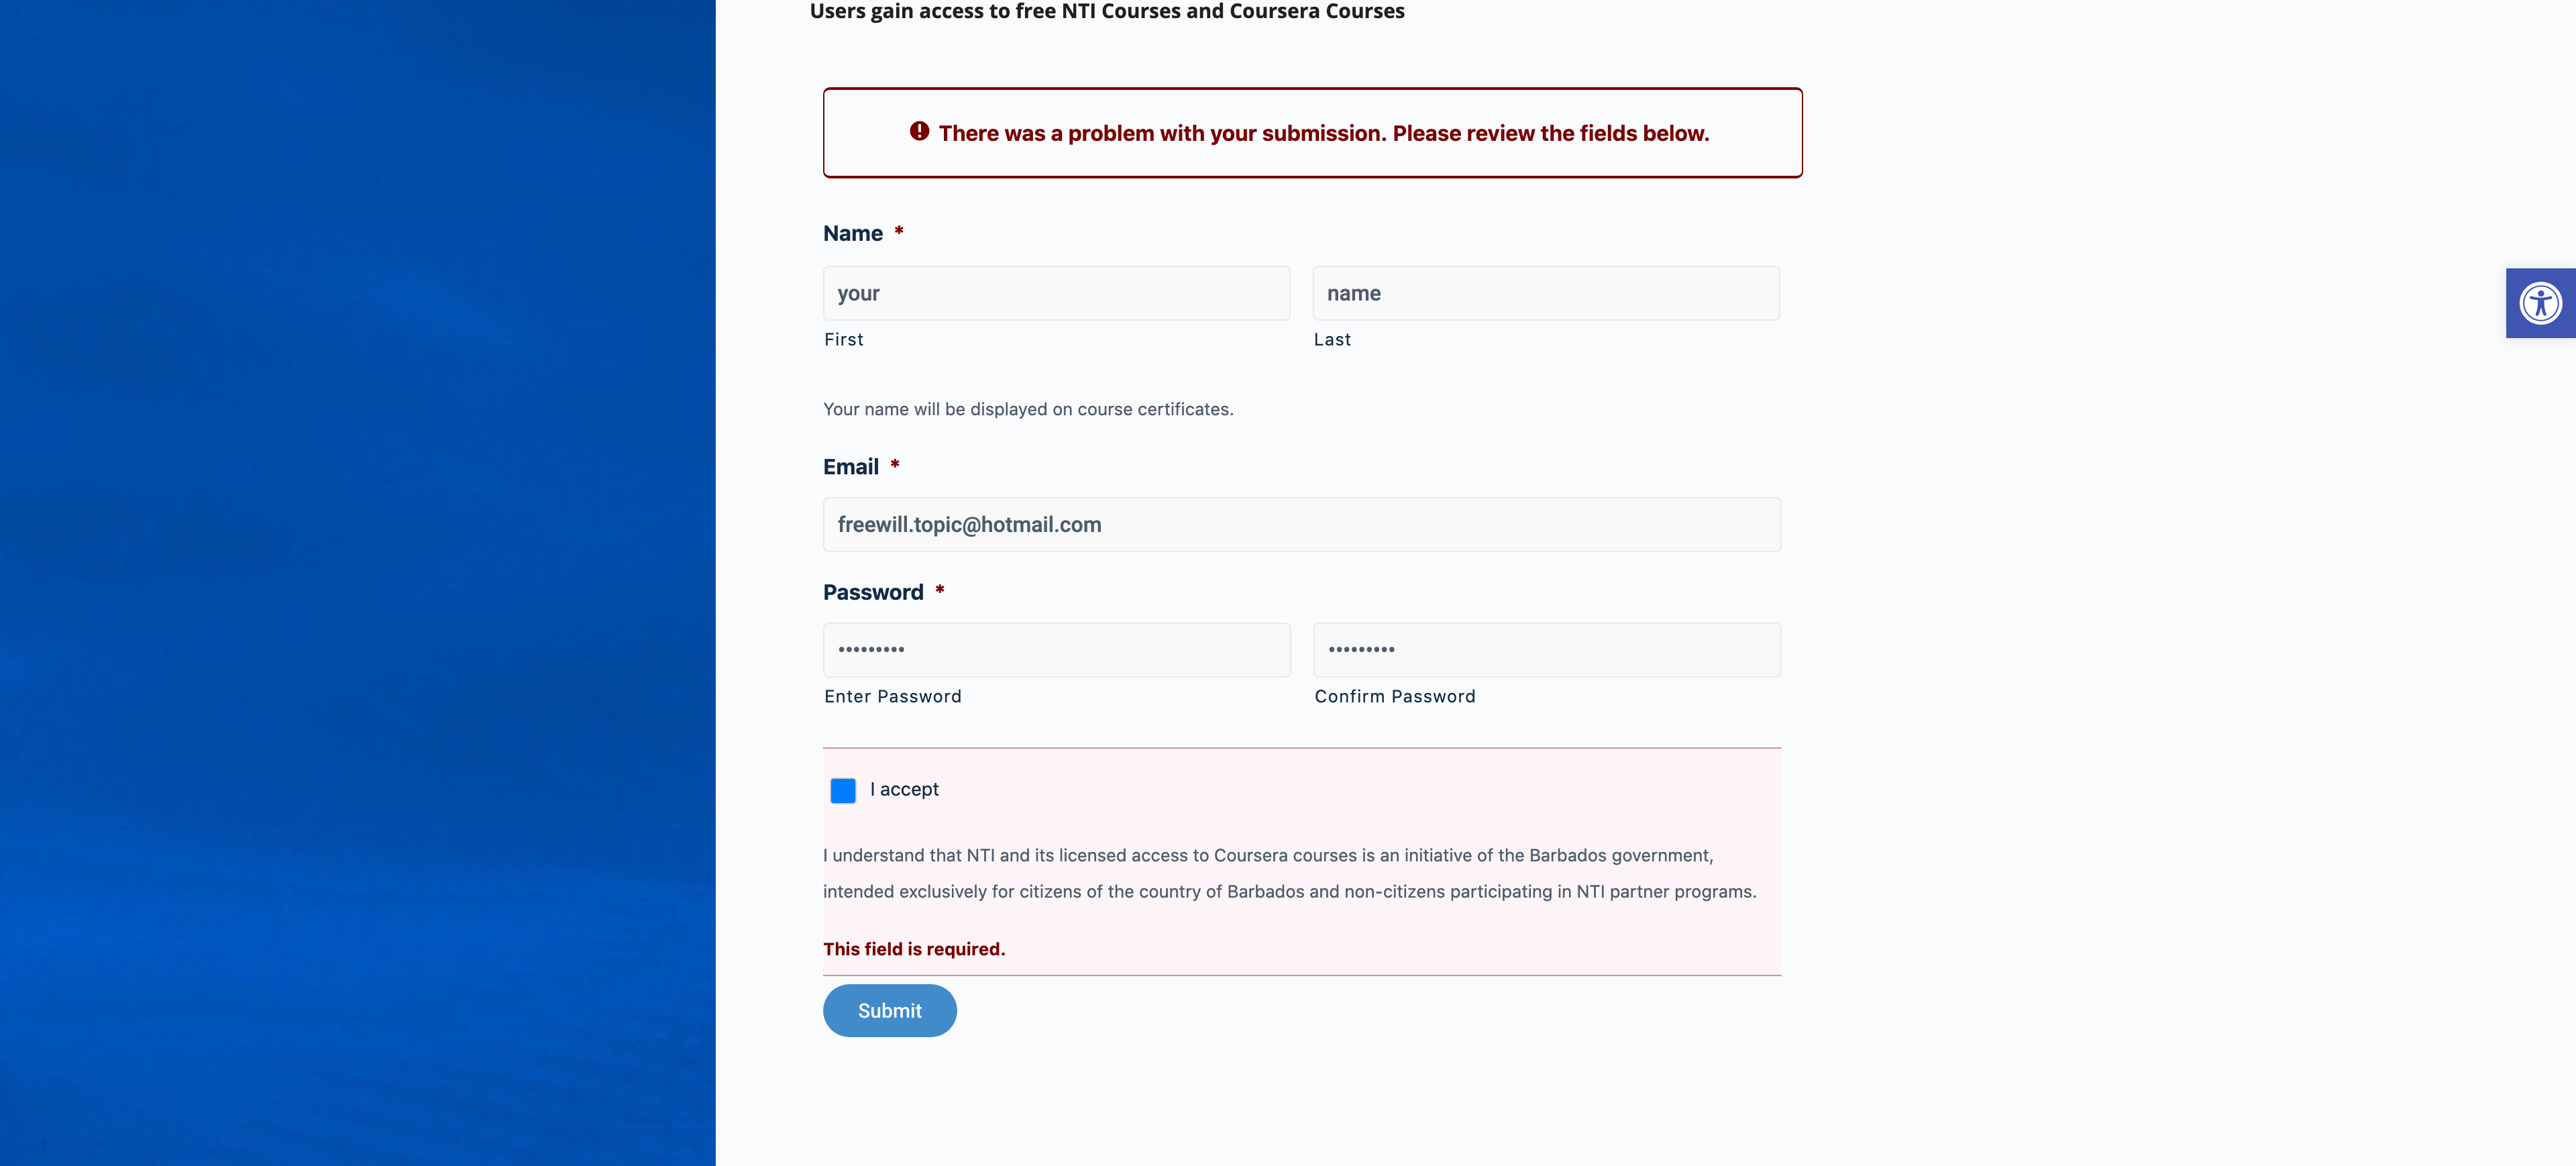 Users gain access to free NTI Courses and Coursera Courses
There was a problem with your submission. Please review the fields below.
Name *
your
name
First
Last
Your name will be displayed on course certificates.
Email *
freewill.topic@hotmail.com
Password *
•••••••••
•••••••••
Enter Password
Confirm Password
I accept
I understand that NTI and its licensed access to Coursera courses is an initiative of the Barbados government,
intended exclusively for citizens of the country of Barbados and non-citizens participating in NTI partner programs.
This field is required.
Submit